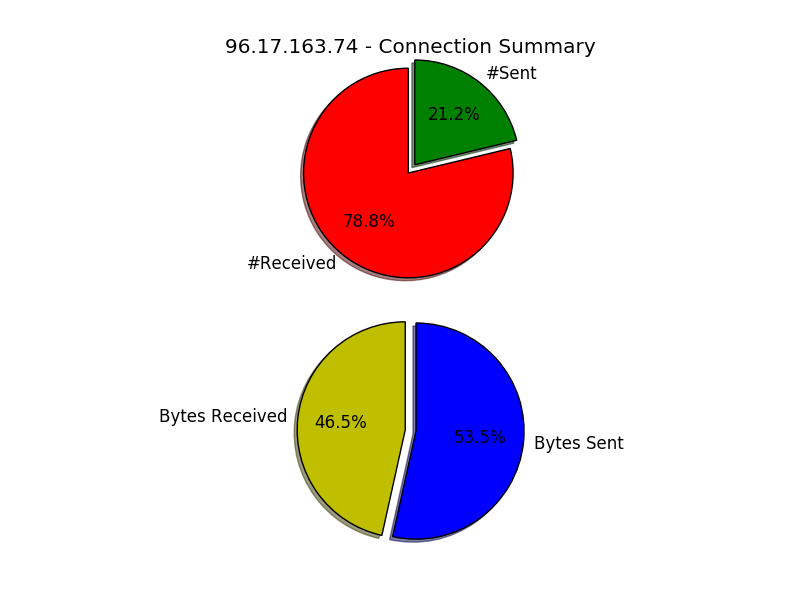 96.17.163.74 - Connection Summary
#Sent
21.2%
78.8%
#Received
Bytes Received
46.5%
53.5%
Bytes Sent